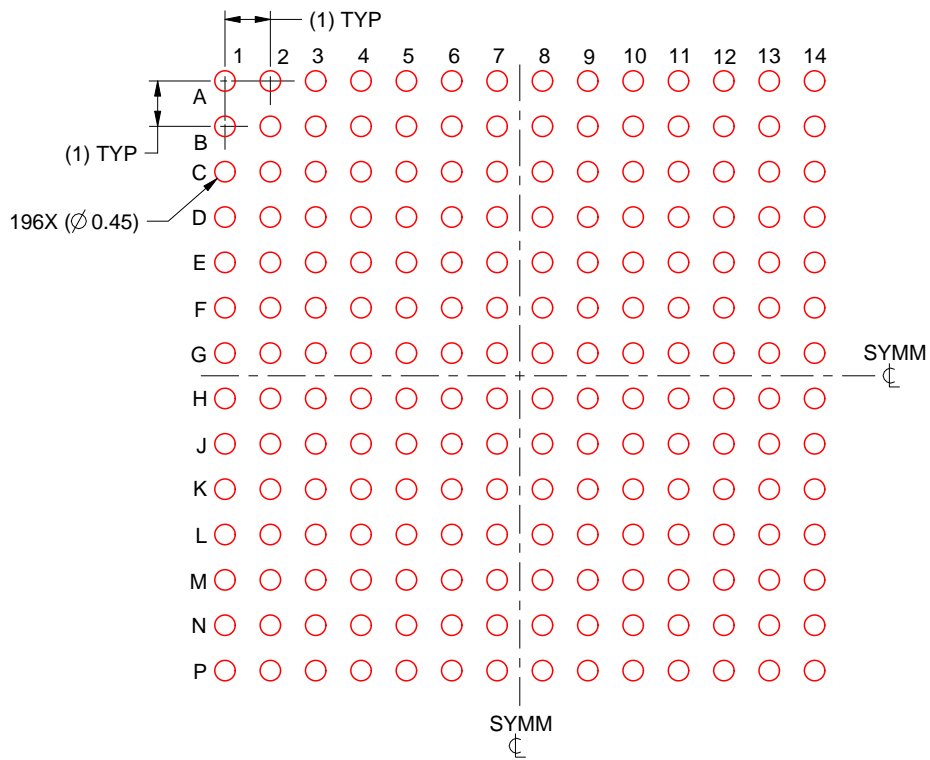 (1) TYP
1 2 3 4 5 6 7 8 9 10 11 12 13 14
A
B
(1) TYP
C
196X (∅ 0.45)
D
E
F
G
SYMM
℄
H
J
K
L
M
N
P
SYMM
℄